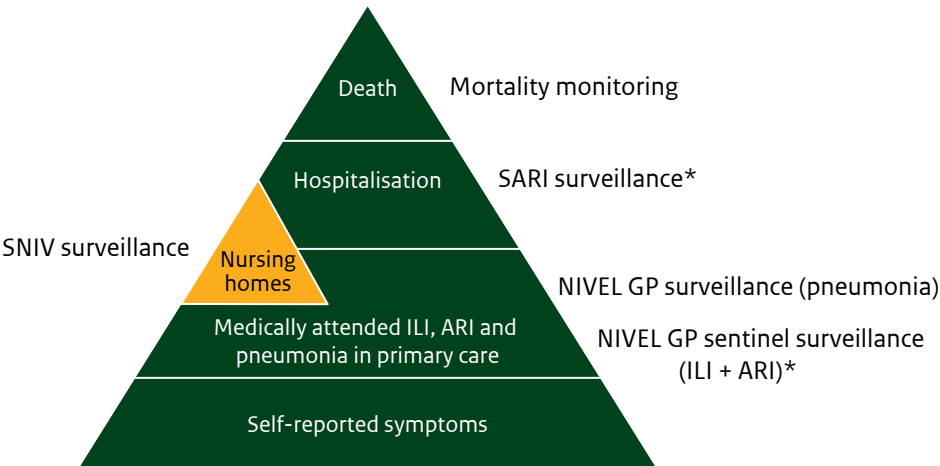 Death
Mortality monitoring
Hospitalisation
SARI surveillance*
SNIV surveillance
Nursing
homes
NIVEL GP surveillance (pneumonia)
Medically attended ILI, ARI and
pneumonia in primary care
NIVEL GP sentinel surveillance
(ILI + ARI)*
Self-reported symptoms